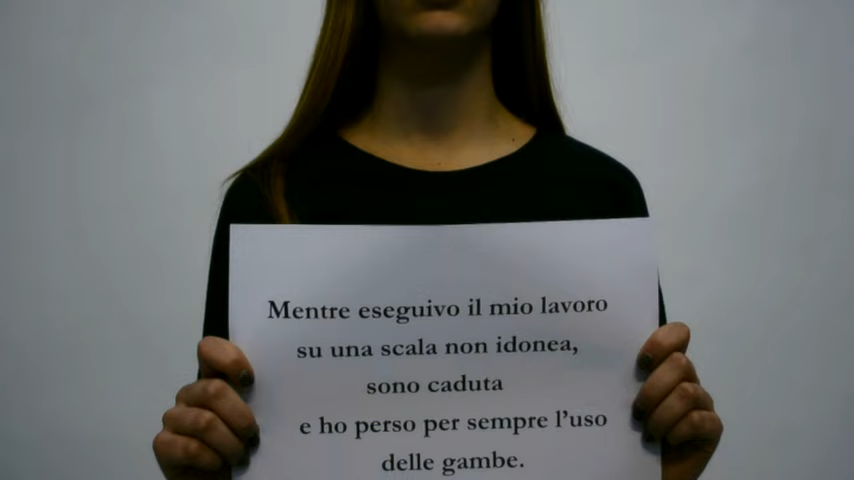 Mentre eseguivo il mio lavoro
su una scala non idonea,
sono caduta
e ho perso per sempre l'uso
delle gambe.